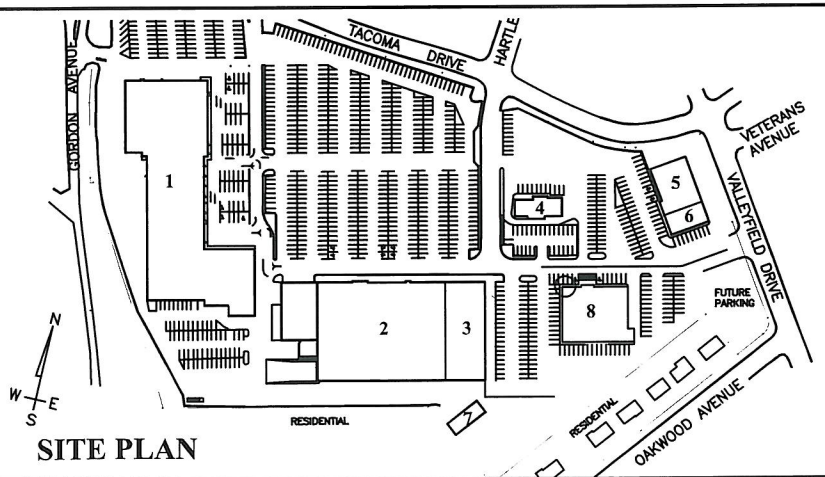 GORDON AVENUE
TACOMA DRIVE
HARTLE
VETERANS
AVENUE
VALLEYFIELD DRIVE
1
5
4
6
FUTURE
PARKING
8
2
3
N
W
E
S
RESIDENTIAL
RESIDENTIAL
OAKWOOD AVENUE
SITE PLAN